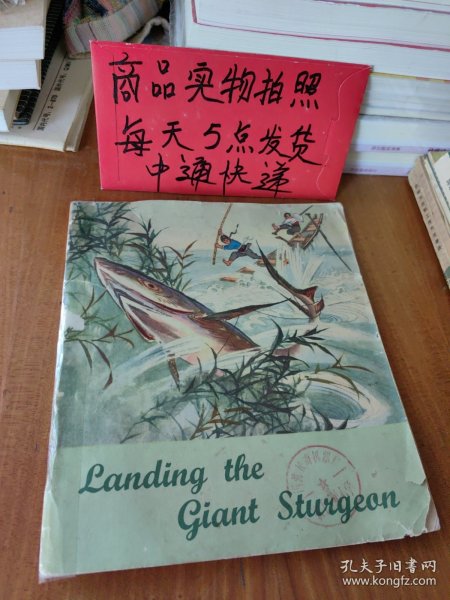 商品实物拍照
每天5点发货
中通快递
Landing the
Giant Sturgeon
孔夫子旧书网
www.kongfz.com